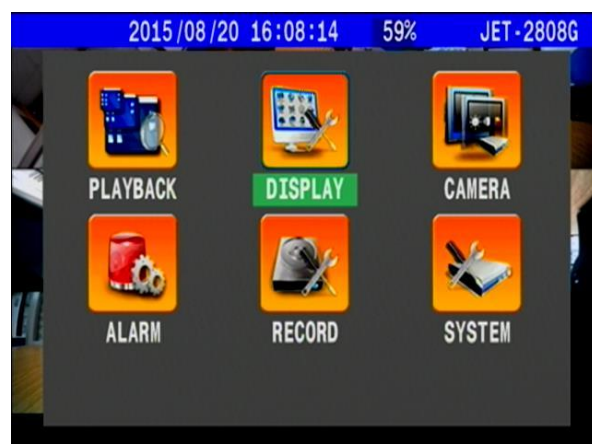 2015/08/20 16:08:14 59% JET-2808G
PLAYBACK DISPLAY CAMERA
ALARM RECORD SYSTEM